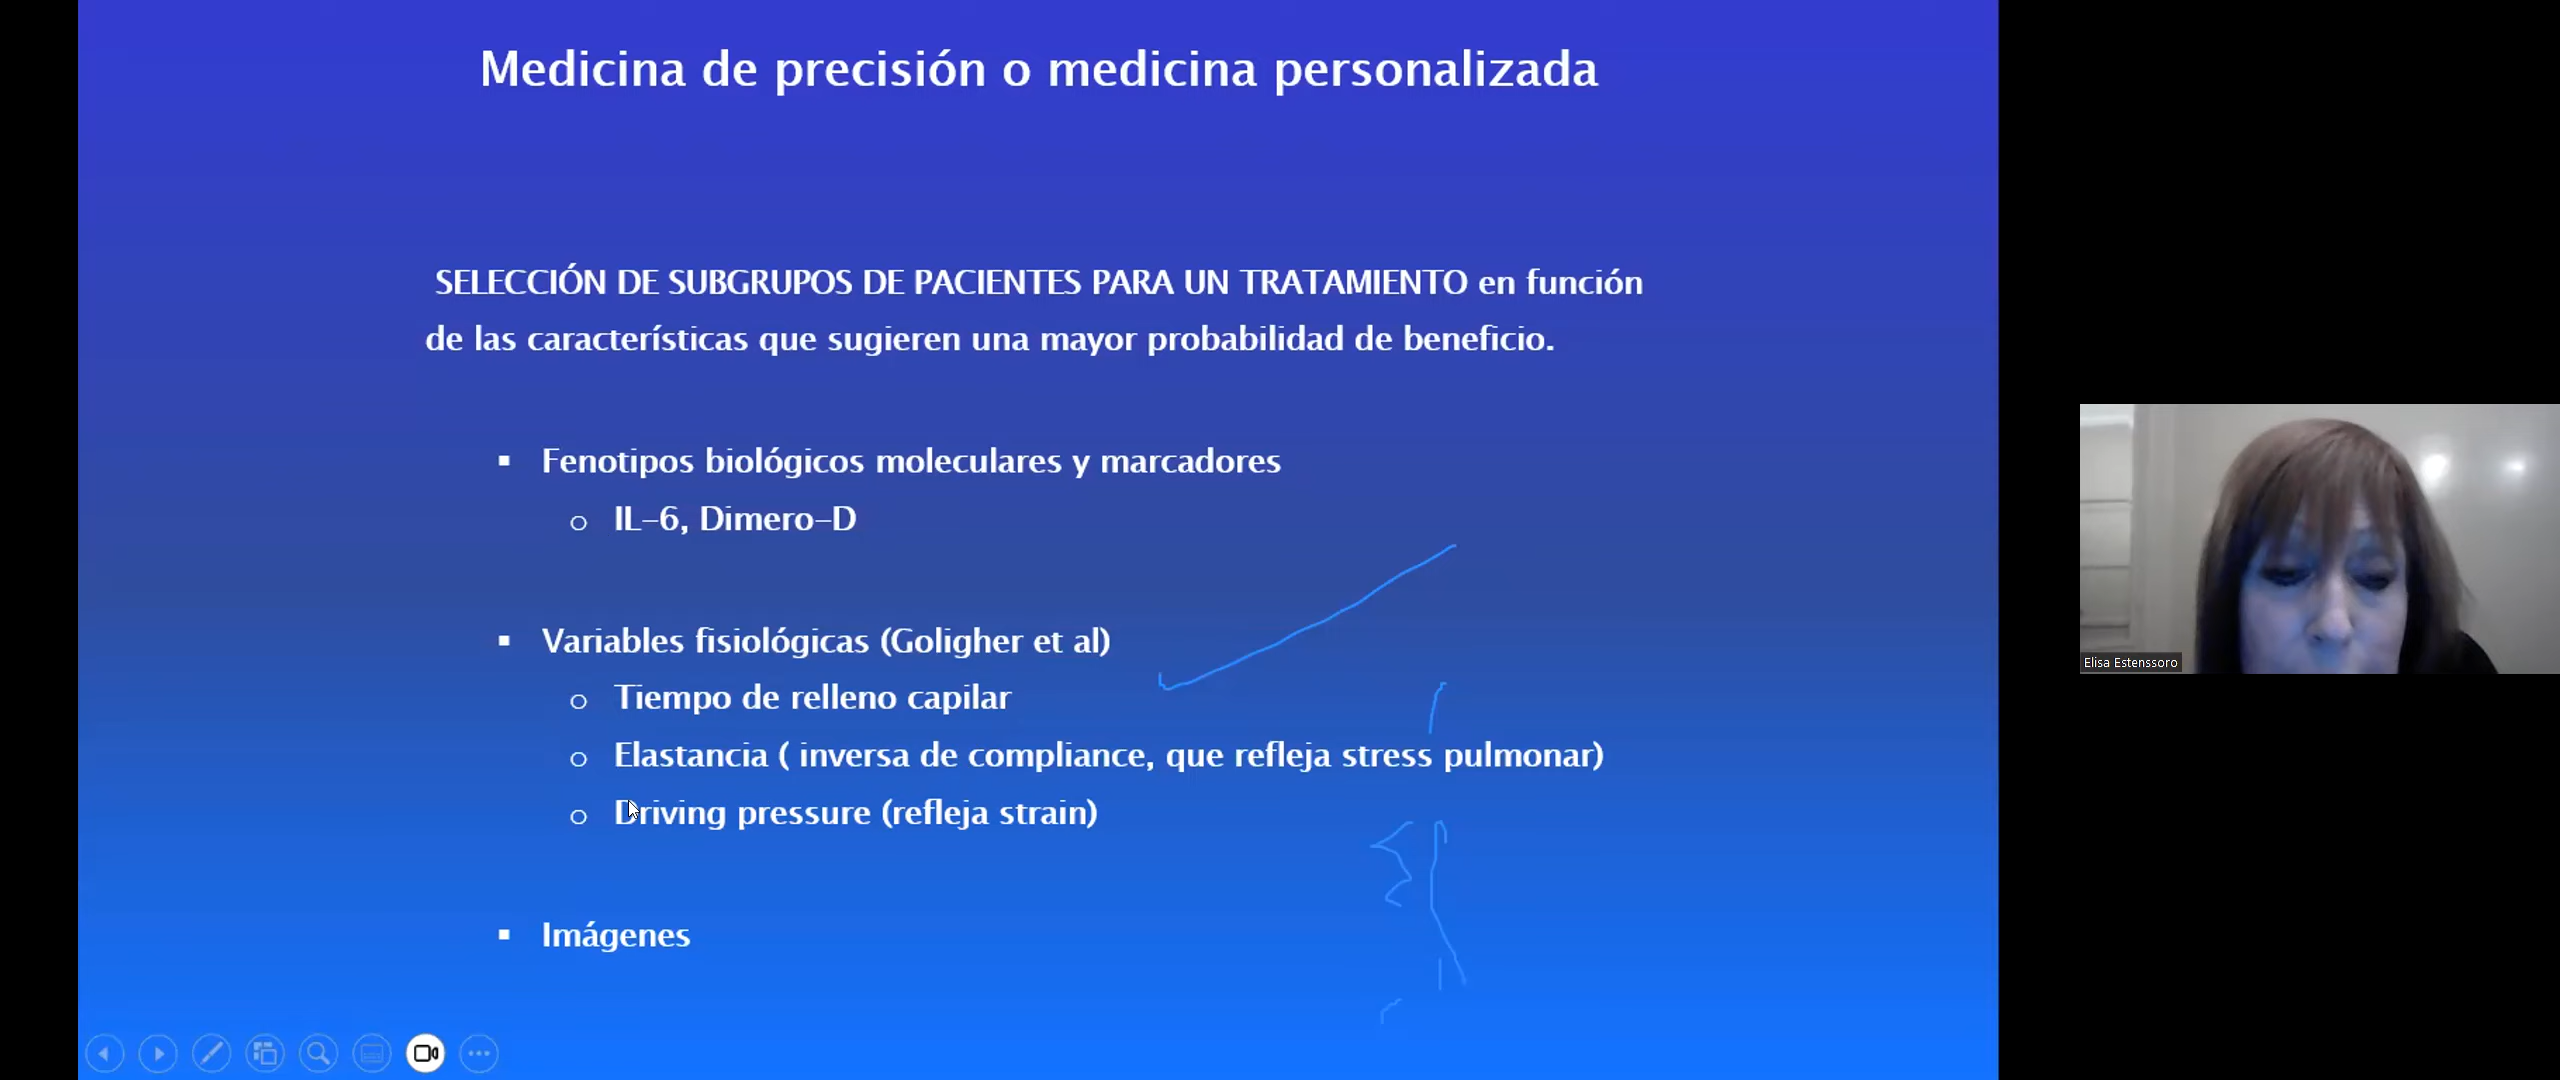 Medicina de precisión o medicina personalizada
SELECCIÓN DE SUBGRUPOS DE PACIENTES PARA UN TRATAMIENTO en función
de las características que sugieren una mayor probabilidad de beneficio.
▪ Fenotipos biológicos moleculares y marcadores
o IL-6, Dimero-D
▪ Variables fisiológicas (Goligher et al)
o Tiempo de relleno capilar
o Elastancia ( inversa de compliance, que refleja stress pulmonar)
o Driving pressure (refleja strain)
▪ Imágenes
Elisa Estenssoro